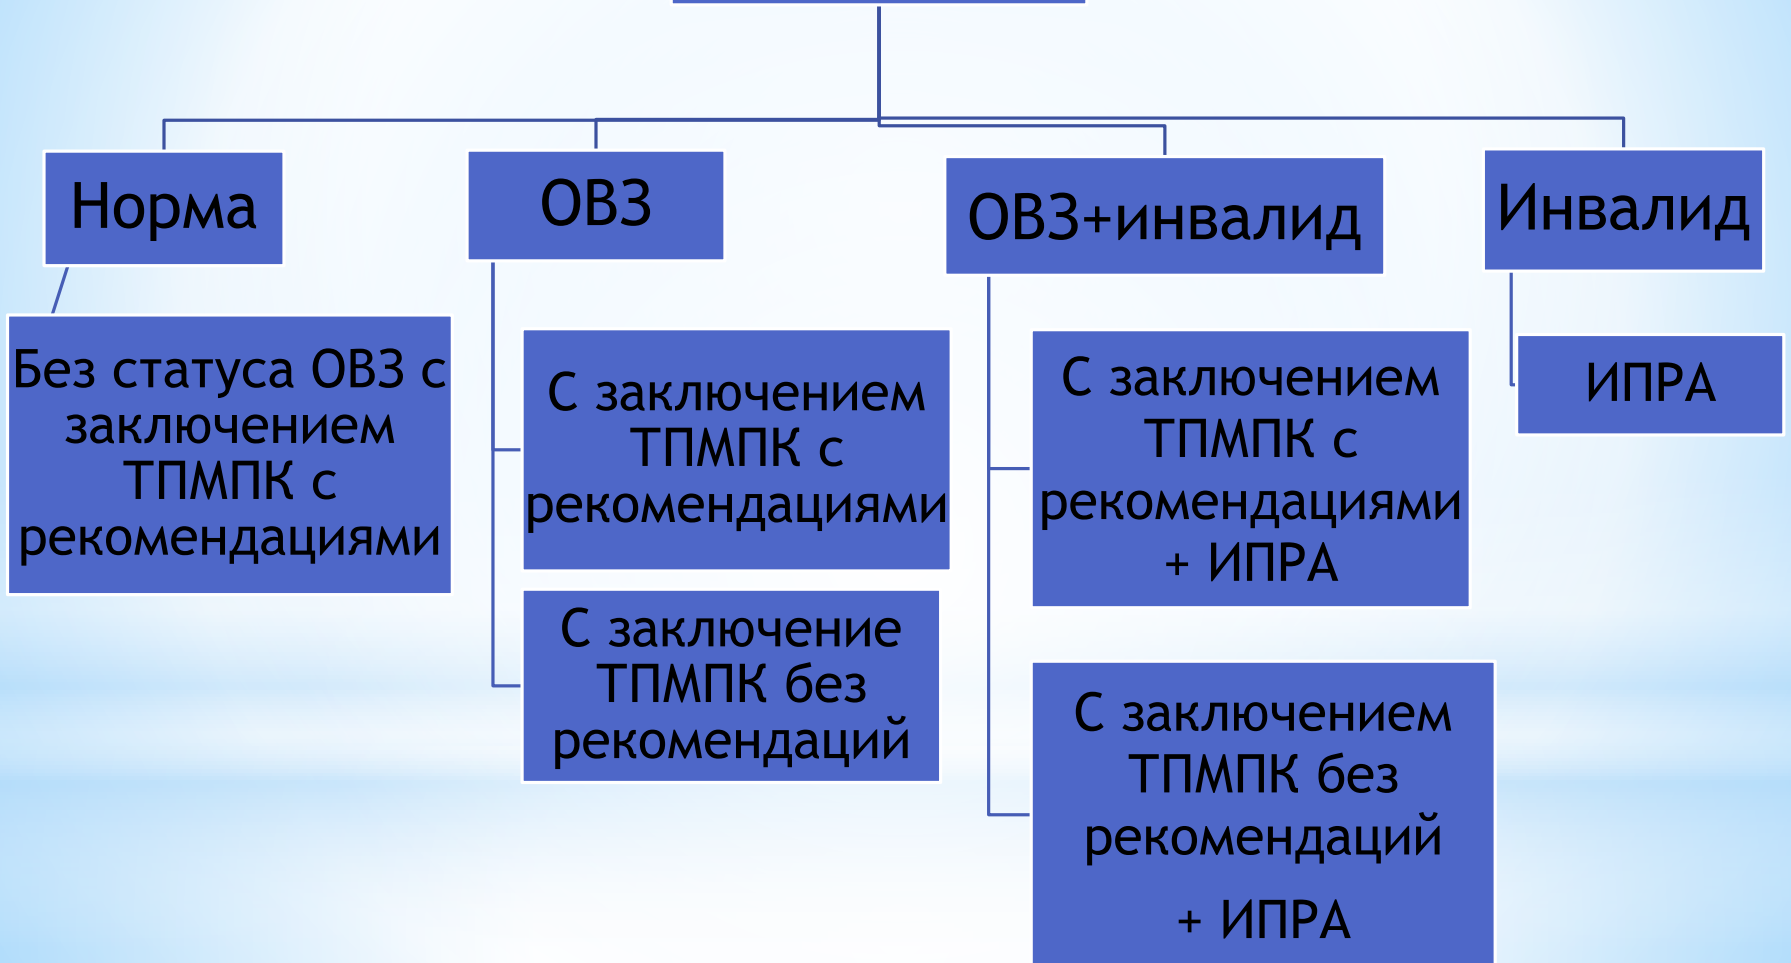 Норма
Без статуса ОВЗ с
заключением
ТПМПК с
рекомендациями
ОВЗ
С заключением
ТПМПК с
рекомендациями
С заключение
ТПМПК без
рекомендаций
ОВЗ+инвалид
С заключением
ТПМПК с
рекомендациями
+ ИПРА
С заключением
ТПМПК без
рекомендаций
+ ИПРА
Инвалид
ИПРА